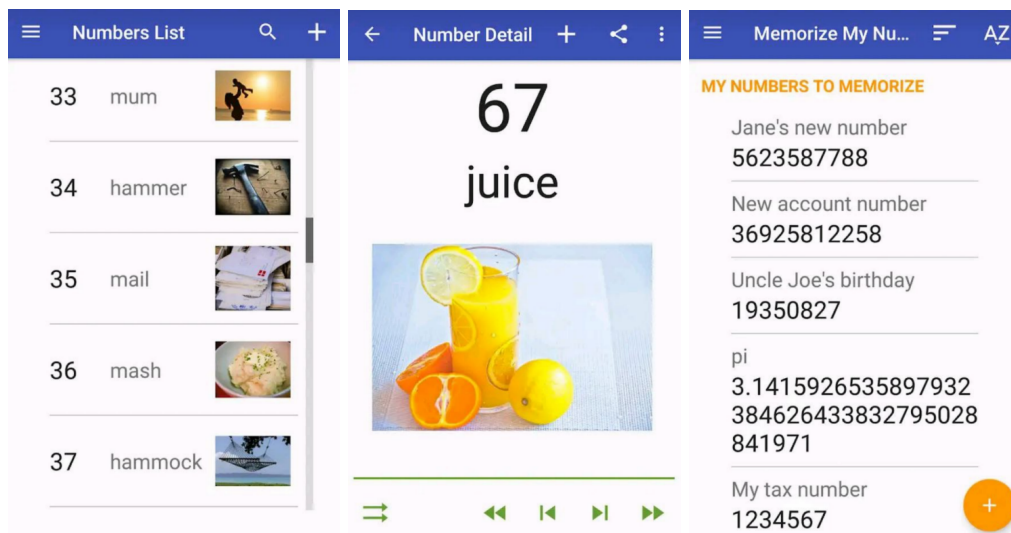 Numbers List
33 mum
34 hammer
35 mail
36 mash
37 hammock
Number Detail
67
juice
Memorize My Nu...
AZ
MY NUMBERS TO MEMORIZE
Jane's new number
5623587788
New account number
36925812258
Uncle Joe's birthday
19350827
pi
3.1415926535897932
384626433832795028
841971
My tax number
1234567